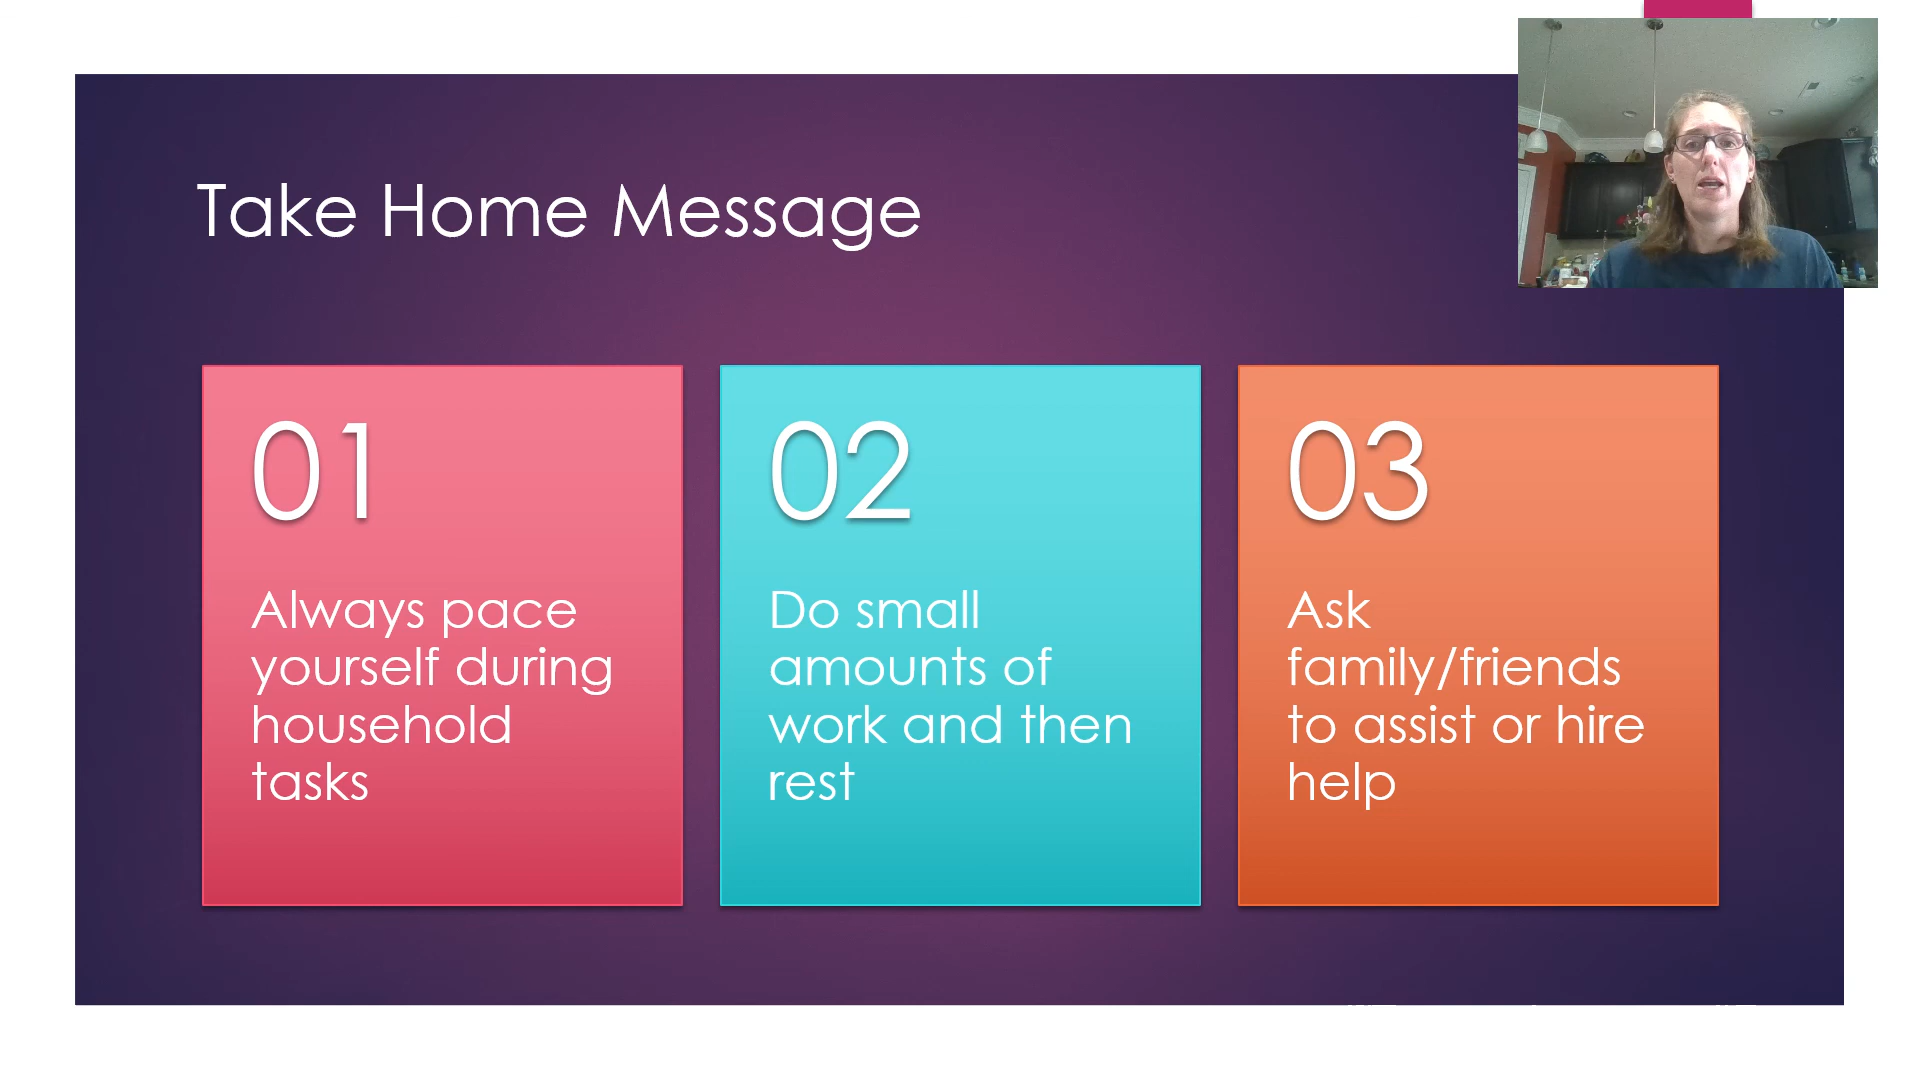 Take Home Message
01
Always pace
yourself during
household
tasks
02
Do small
amounts of
work and then
rest
03
Ask
family/friends
to assist or hire
help